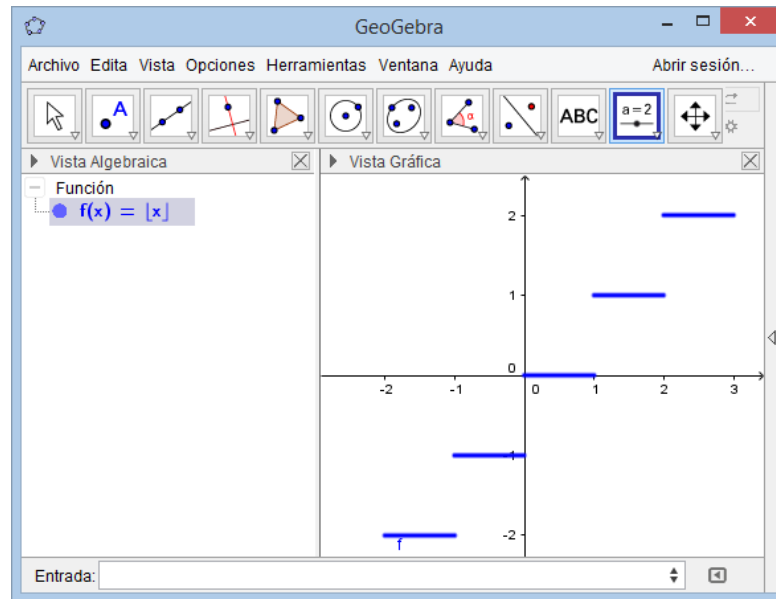 GeoGebra
Archivo Edita Vista Opciones Herramientas Ventana Ayuda Abrir sesión...
A α ABC a=2
Vista Algebraica Vista Gráfica
Función
f(x) = ⌊x⌋
2
1
0
-2 -1 0 1 2 3
-1
-2
f
Entrada: